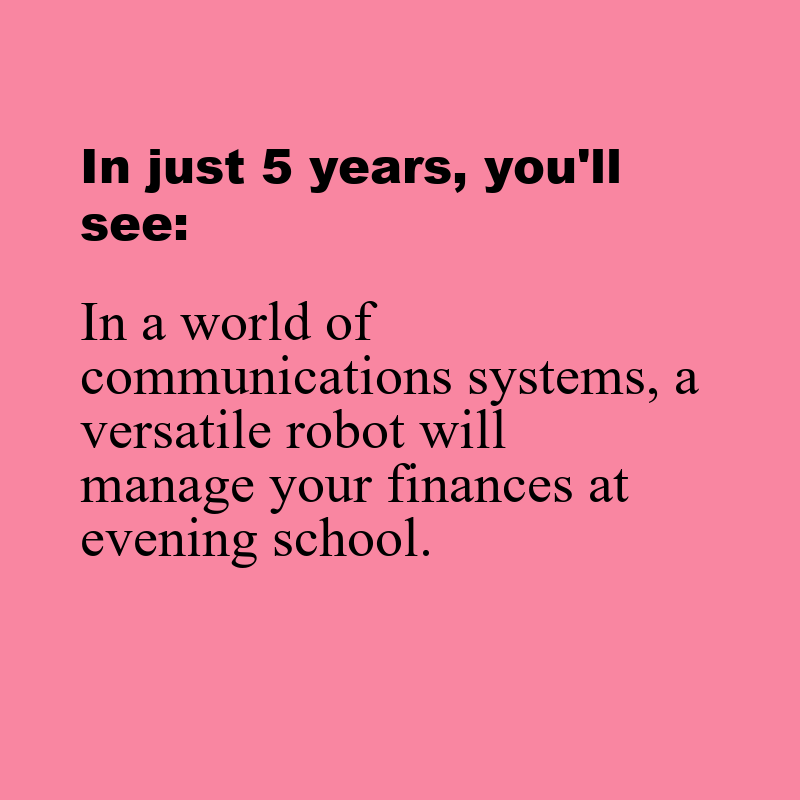 In just 5 years, you'll
see:
In a world of
communications systems, a
versatile robot will
manage your finances at
evening school.